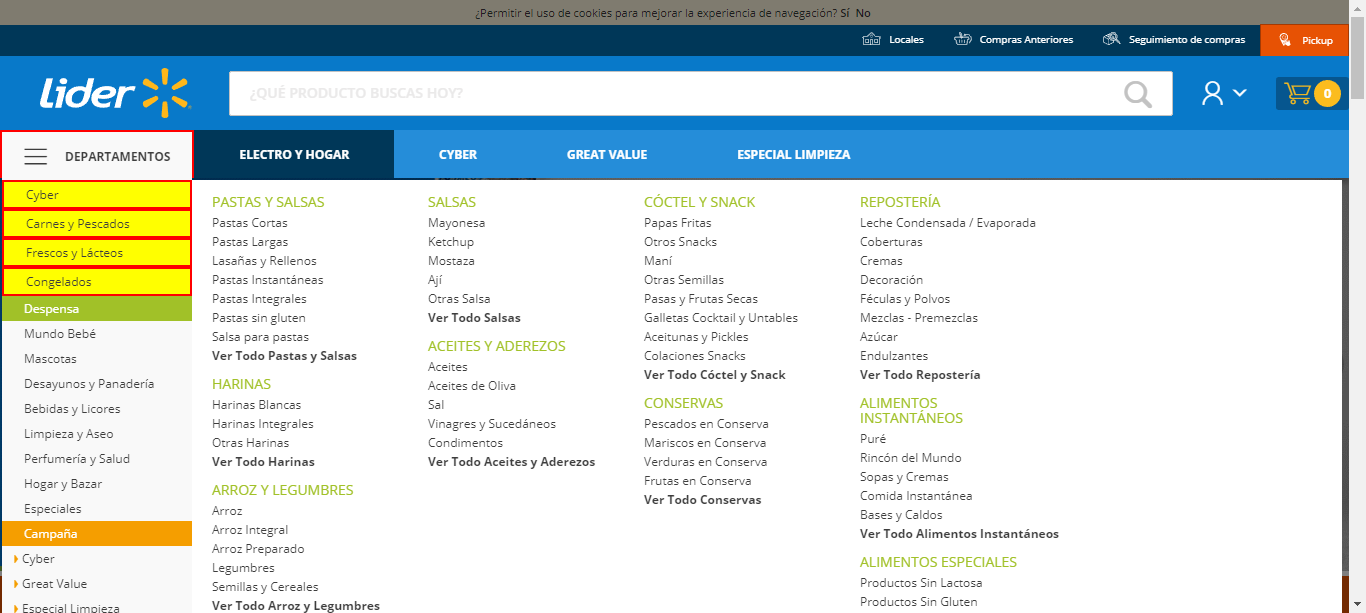 ¿Permitir el uso de cookies para mejorar la experiencia de navegación? Sí No
Locales
Compras Anteriores
Seguimiento de compras
Pickup
lider
¿QUÉ PRODUCTO BUSCAS HOY?
0
DEPARTAMENTOS
ELECTRO Y HOGAR
CYBER
GREAT VALUE
ESPECIAL LIMPIEZA
Cyber
Carnes y Pescados
Frescos y Lácteos
Congelados
Despensa
Mundo Bebé
Mascotas
Desayunos y Panadería
Bebidas y Licores
Limpieza y Aseo
Perfumería y Salud
Hogar y Bazar
Especiales
Campaña
Cyber
Great Value
Especial Limpieza
PASTAS Y SALSAS
Pastas Cortas
Pastas Largas
Lasañas y Rellenos
Pastas Instantáneas
Pastas Integrales
Pastas sin gluten
Salsa para pastas
Ver Todo Pastas y Salsas
HARINAS
Harinas Blancas
Harinas Integrales
Otras Harinas
Ver Todo Harinas
ARROZ Y LEGUMBRES
Arroz
Arroz Integral
Arroz Preparado
Legumbres
Semillas y Cereales
Ver Todo Arroz y Legumbres
SALSAS
Mayonesa
Ketchup
Mostaza
Ají
Otras Salsa
Ver Todo Salsas
ACEITES Y ADEREZOS
Aceites
Aceites de Oliva
Sal
Vinagres y Sucedáneos
Condimentos
Ver Todo Aceites y Aderezos
CÓCTEL Y SNACK
Papas Fritas
Otros Snacks
Maní
Otras Semillas
Pasas y Frutas Secas
Galletas Cocktail y Untables
Aceitunas y Pickles
Colaciones Snacks
Ver Todo Cóctel y Snack
CONSERVAS
Pescados en Conserva
Mariscos en Conserva
Verduras en Conserva
Frutas en Conserva
Ver Todo Conservas
REPOSTERÍA
Leche Condensada / Evaporada
Coberturas
Cremas
Decoración
Féculas y Polvos
Mezclas - Premezclas
Azúcar
Endulzantes
Ver Todo Repostería
ALIMENTOS
INSTANTÁNEOS
Puré
Rincón del Mundo
Sopas y Cremas
Comida Instantánea
Bases y Caldos
Ver Todo Alimentos Instantáneos
ALIMENTOS ESPECIALES
Productos Sin Lactosa
Productos Sin Gluten